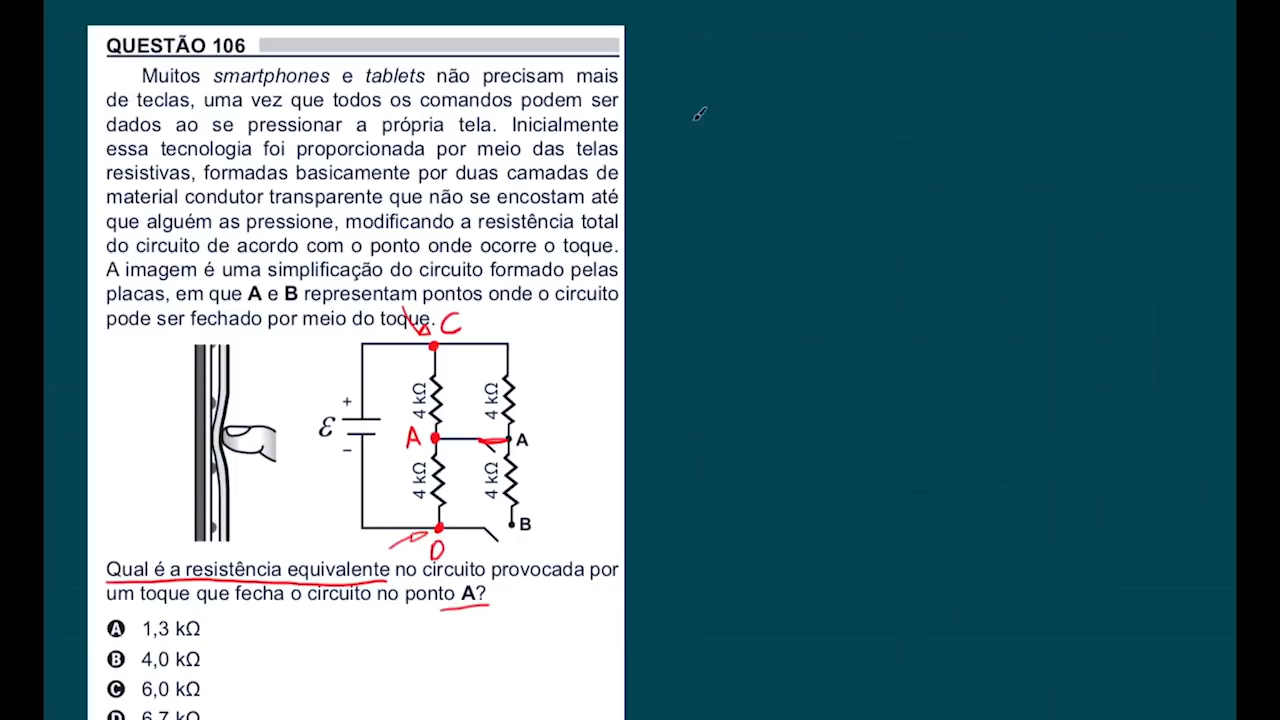 QUESTÃO 106
Muitos smartphones e tablets não precisam mais
de teclas, uma vez que todos os comandos podem ser
dados ao se pressionar a própria tela. Inicialmente
essa tecnologia foi proporcionada por meio das telas
resistivas, formadas basicamente por duas camadas de
material condutor transparente que não se encostam até
que alguém as pressione, modificando a resistência total
do circuito de acordo com o ponto onde ocorre o toque.
A imagem é uma simplificação do circuito formado pelas
placas, em que A e B representam pontos onde o circuito
pode ser fechado por meio do toque.
C
4 kΩ
4 kΩ
+
ε
A
A
−
4 kΩ
4 kΩ
B
D
Qual é a resistência equivalente no circuito provocada por
um toque que fecha o circuito no ponto A?
A 1,3 kΩ
B 4,0 kΩ
C 6,0 kΩ
D 6,7 kΩ